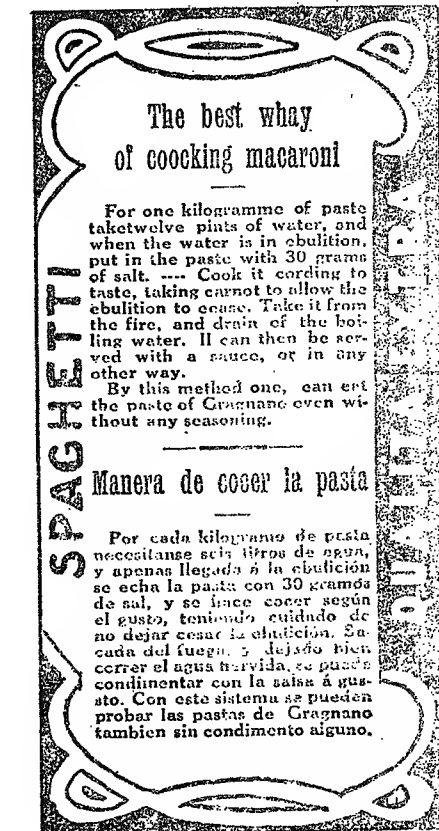 The best whay
of coocking macaroni
For one kilogramme of paste
taketwelve pints of water, and
when the water is in ebulition,
put in the paste with 30 grams
of salt. ---- Cook it cording to
taste, taking carnot to allow the
ebulition to cease. Take it from
the fire, and drain of the boi-
ling water. Il can then be ser-
ved with a sauce, or in any
other way.
By this method one, can eat
the paste of Gragnano even wi-
thout any seasoning.
Manera de cocer la pasta
Por cada kilogramo de pasta
necesitanse seis litros de agua,
y apenas llegada á la ebulición
se echa la pasta con 30 gramos
de sal, y se hace cocer según
el gusto, teniendo cuidado de
no dejar cesar la ebulición. Sa-
cada del fuego, y dejado bien
correr el agua hervida, se puede
condimentar con la salsa á gus-
sto. Con este sistema se pueden
probar las pastas de Gragnano
tambien sin condimento alguno.
SPAGHETTI
QUALITÀ EXTRA